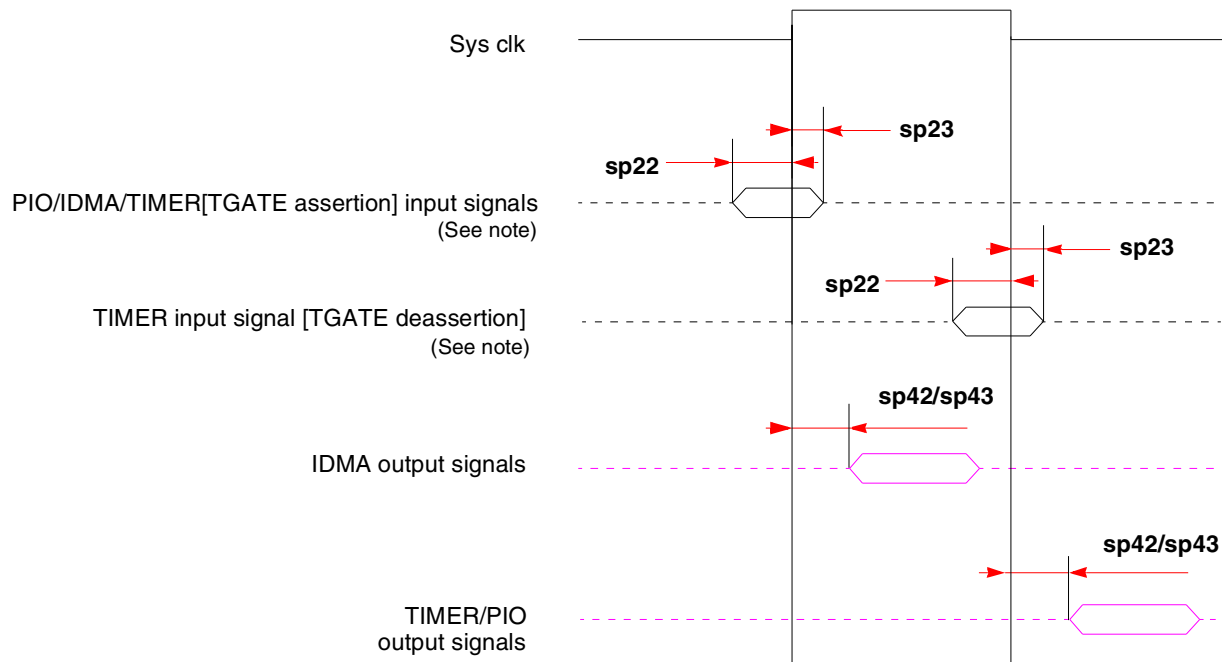 Sys clk
sp23
sp22
PIO/IDMA/TIMER[TGATE assertion] input signals
(See note)
sp23
sp22
TIMER input signal [TGATE deassertion]
(See note)
sp42/sp43
IDMA output signals
sp42/sp43
TIMER/PIO
output signals